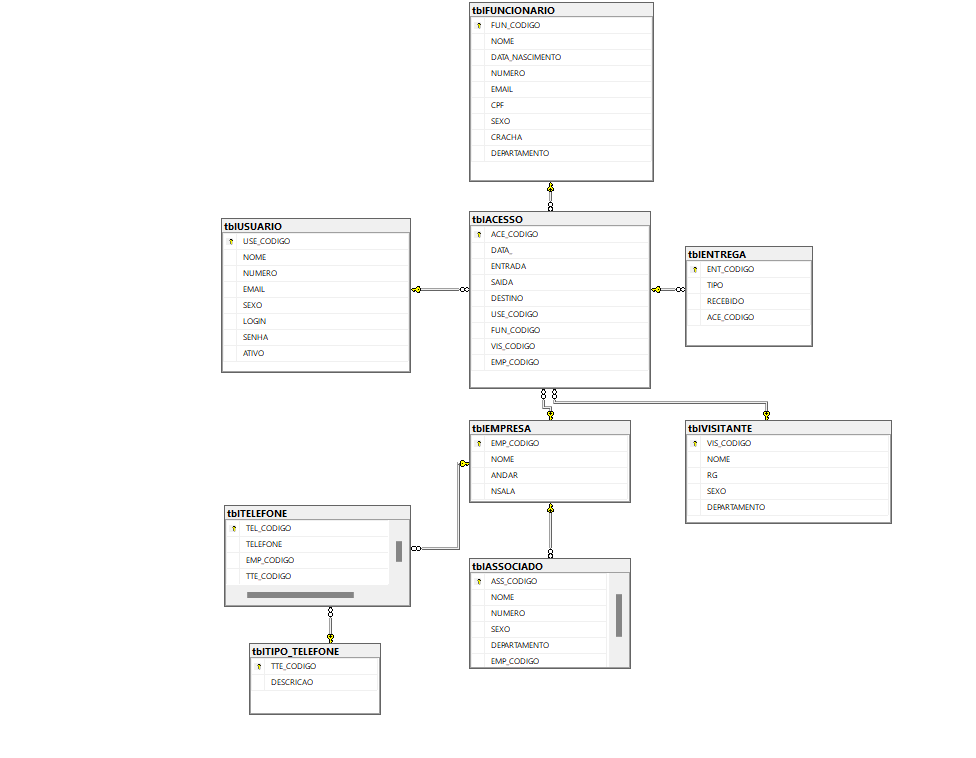 tblFUNCIONARIO
FUN_CODIGO
NOME
DATA_NASCIMENTO
NUMERO
EMAIL
CPF
SEXO
CRACHA
DEPARTAMENTO
tblUSUARIO
USE_CODIGO
NOME
NUMERO
EMAIL
SEXO
LOGIN
SENHA
ATIVO
tblACESSO
ACE_CODIGO
DATA_
ENTRADA
SAIDA
DESTINO
USE_CODIGO
FUN_CODIGO
VIS_CODIGO
EMP_CODIGO
tblENTREGA
ENT_CODIGO
TIPO
RECEBIDO
ACE_CODIGO
tblEMPRESA
EMP_CODIGO
NOME
ANDAR
NSALA
tblVISITANTE
VIS_CODIGO
NOME
RG
SEXO
DEPARTAMENTO
tblTELEFONE
TEL_CODIGO
TELEFONE
EMP_CODIGO
TTE_CODIGO
tblASSOCIADO
ASS_CODIGO
NOME
NUMERO
SEXO
DEPARTAMENTO
EMP_CODIGO
tblTIPO_TELEFONE
TTE_CODIGO
DESCRICAO